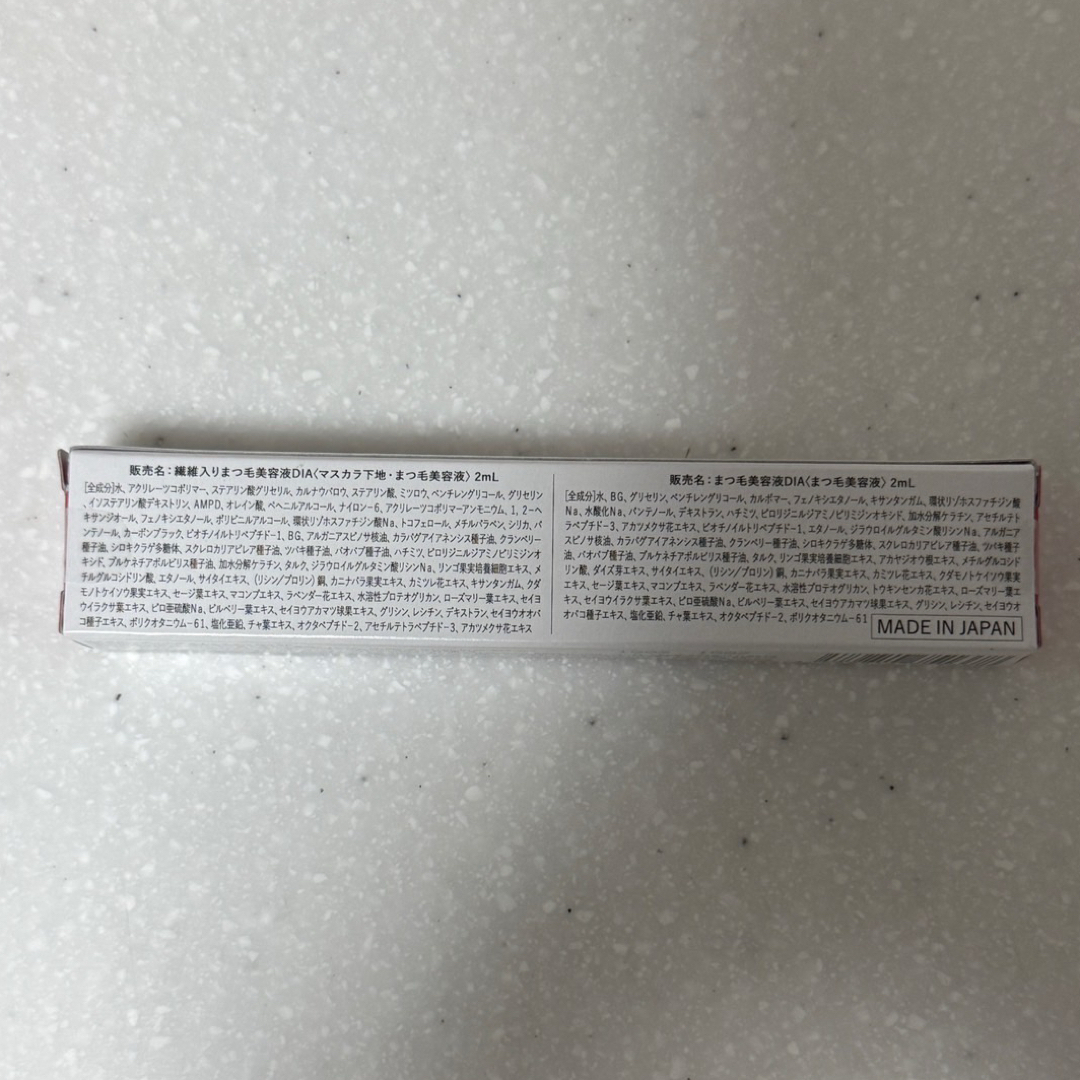 販売名：繊維入りまつ毛美容液DIA〈マスカラ下地・まつ毛美容液〉 2mL
[全成分]水、アクリレーツコポリマー、ステアリン酸グリセリル、カルナウバロウ、ステアリン酸、ミツロウ、ペンチレングリコール、グリセリン
、イソステアリン酸デキストリン、AMPD、オレイン酸、ベヘニルアルコール、ナイロン-6、アクリレーツコポリマーアンモニウム、1, 2-ヘ
キサンジオール、フェノキシエタノール、ポリビニルアルコール、環状リゾホスファチジン酸Na、トコフェロール、メチルパラベン、シリカ、パ
ンテノール、カーボンブラック、ビオチノイルトリペプチド-1、BG、アルガニアスピノサ核油、カラパグアイアネンシス種子油、クランベリー
種子油、シロキクラゲ多糖体、スクレロカリアビレア種子油、ツバキ種子油、バオバブ種子油、ハチミツ、ピロリジニルジアミノピリミジンオ
キシド、プルケネチアボルビリス種子油、加水分解ケラチン、タルク、ジラウロイルグルタミン酸リシンNa、リンゴ果実培養細胞エキス、メ
チルグルコシドリン酸、エタノール、サイタイエキス、(リシン/プロリン)銅、カニナバラ果実エキス、カミツレ花エキス、キサンタンガム、クダ
モノトケイソウ果実エキス、セージ葉エキス、マコンブエキス、ラベンダー花エキス、水溶性プロテオグリカン、ローズマリー葉エキス、セイヨ
ウイラクサ葉エキス、ピロ亜硫酸Na、ビルベリー葉エキス、セイヨウアカマツ球果エキス、グリシン、レシチン、デキストラン、セイヨウオオバ
コ種子エキス、ポリクオタニウム-61、塩化亜鉛、チャ葉エキス、オクタペプチド-2、アセチルテトラペプチド-3、アカツメクサ花エキス
販売名：まつ毛美容液DIA〈まつ毛美容液〉 2mL
[全成分]水、BG、グリセリン、ペンチレングリコール、カルボマー、フェノキシエタノール、キサンタンガム、環状リゾホスファチジン酸
Na、水酸化Na、パンテノール、デキストラン、ハチミツ、ピロリジニルジアミノピリミジンオキシド、加水分解ケラチン、アセチルテト
ラペプチド-3、アカツメクサ花エキス、ビオチノイルトリペプチド-1、エタノール、ジラウロイルグルタミン酸リシンNa、アルガニア
スピノサ核油、カラパグアイアネンシス種子油、クランベリー種子油、シロキクラゲ多糖体、スクレロカリアビレア種子油、ツバキ種子
油、バオバブ種子油、プルケネチアボルビリス種子油、タルク、リンゴ果実培養細胞エキス、アカヤジオウ根エキス、メチルグルコシド
リン酸、ダイズ芽エキス、サイタイエキス、(リシン/プロリン)銅、カニナバラ果実エキス、カミツレ花エキス、クダモノトケイソウ果実
エキス、セージ葉エキス、マコンブエキス、ラベンダー花エキス、水溶性プロテオグリカン、トウキンセンカ花エキス、ローズマリー葉エ
キス、セイヨウイラクサ葉エキス、ピロ亜硫酸Na、ビルベリー葉エキス、セイヨウアカマツ球果エキス、グリシン、レシチン、セイヨウオ
オバコ種子エキス、塩化亜鉛、チャ葉エキス、オクタペプチド-2、ポリクオタニウム-61
MADE IN JAPAN